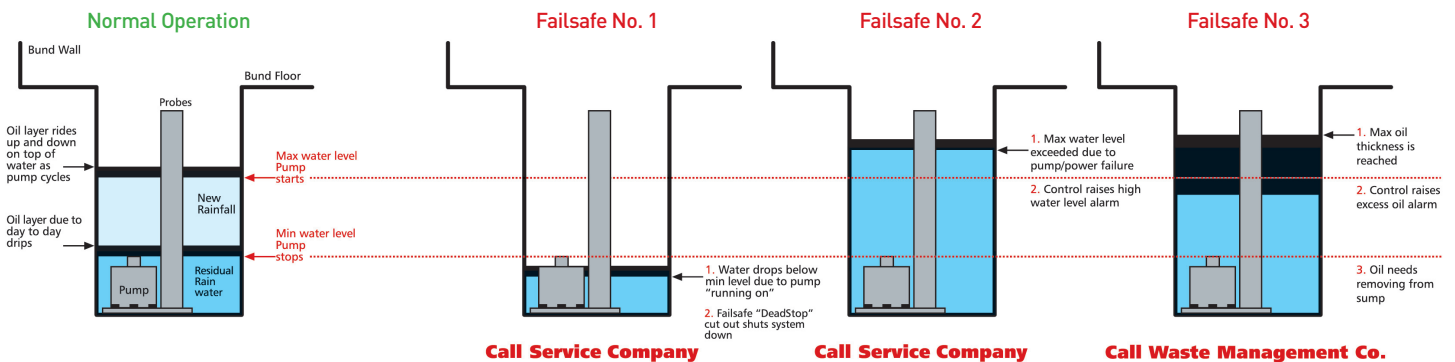 Normal Operation
Bund Wall
Bund Floor
Probes
Oil layer rides
up and down
on top of
water as
pump cycles
Max water level
Pump
starts
New
Rainfall
Oil layer due to
day to day
drips
Min water level
Pump
stops
Residual
Rain
water
Pump
Failsafe No. 1
1. Water drops below
min level due to pump
“running on”
2. Failsafe “DeadStop”
cut out shuts system
down
Call Service Company
Failsafe No. 2
1. Max water level
exceeded due to
pump/power failure
2. Control raises high
water level alarm
Call Service Company
Failsafe No. 3
1. Max oil
thickness is
reached
2. Control raises
excess oil alarm
3. Oil needs
removing from
sump
Call Waste Management Co.